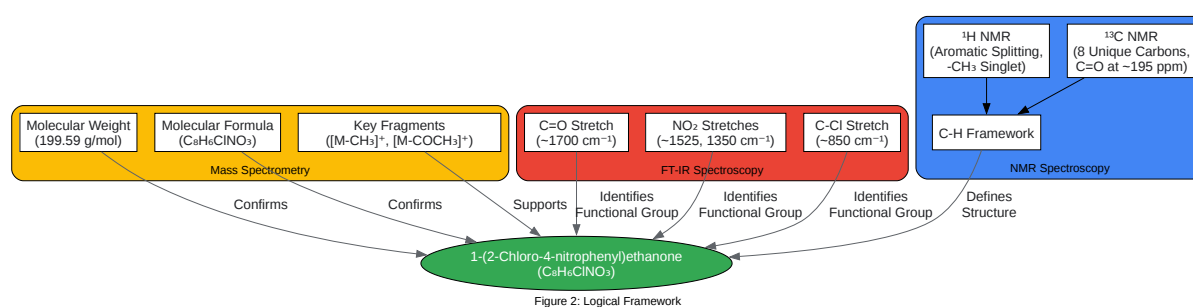 ¹H NMR
(Aromatic Splitting,
-CH₃ Singlet)
¹³C NMR
(8 Unique Carbons,
C=O at ~195 ppm)
Molecular Weight
(199.59 g/mol)
Molecular Formula
(C₈H₆ClNO₃)
Key Fragments
([M-CH₃]⁺, [M-COCH₃]⁺)
C=O Stretch
(~1700 cm⁻¹)
NO₂ Stretches
(~1525, 1350 cm⁻¹)
C-Cl Stretch
(~850 cm⁻¹)
C-H Framework
Mass Spectrometry
FT-IR Spectroscopy
NMR Spectroscopy
Confirms
Confirms
Supports
Identifies
Functional Group
Identifies
Functional Group
Identifies
Functional Group
Defines
Structure
1-(2-Chloro-4-nitrophenyl)ethanone
(C₈H₆ClNO₃)
Figure 2: Logical Framework